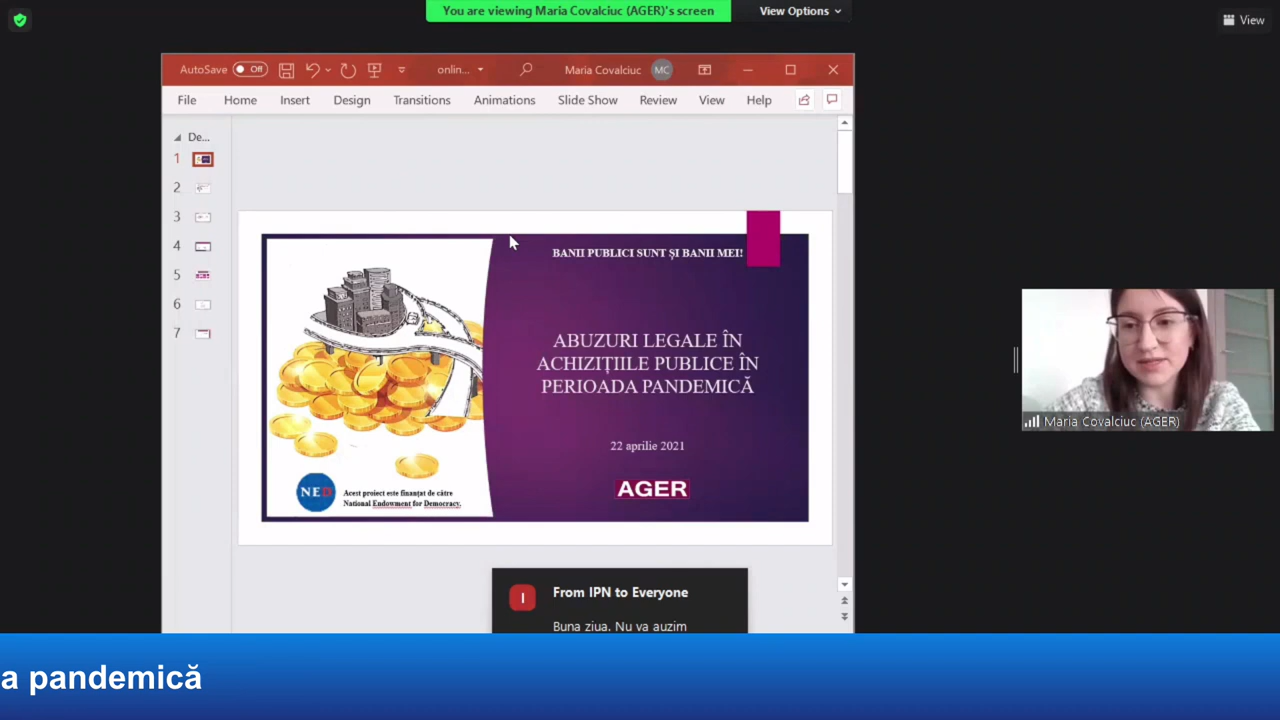 You are viewing Maria Covalciuc (AGER)'s screen
View Options
View
AutoSave
Off
onlin...
Maria Covalciuc
MC
File
Home
Insert
Design
Transitions
Animations
Slide Show
Review
View
Help
De...
1
2
3
4
5
6
7
BANII PUBLICI SUNT ȘI BANII MEI!
ABUZURI LEGALE ÎN
ACHIZIȚIILE PUBLICE ÎN
PERIOADA PANDEMICĂ
22 aprilie 2021
AGER
NED
Acest proiect este finanțat de către
National Endowment for Democracy.
Maria Covalciuc (AGER)
I
From IPN to Everyone
Buna ziua. Nu va auzim
a pandemică